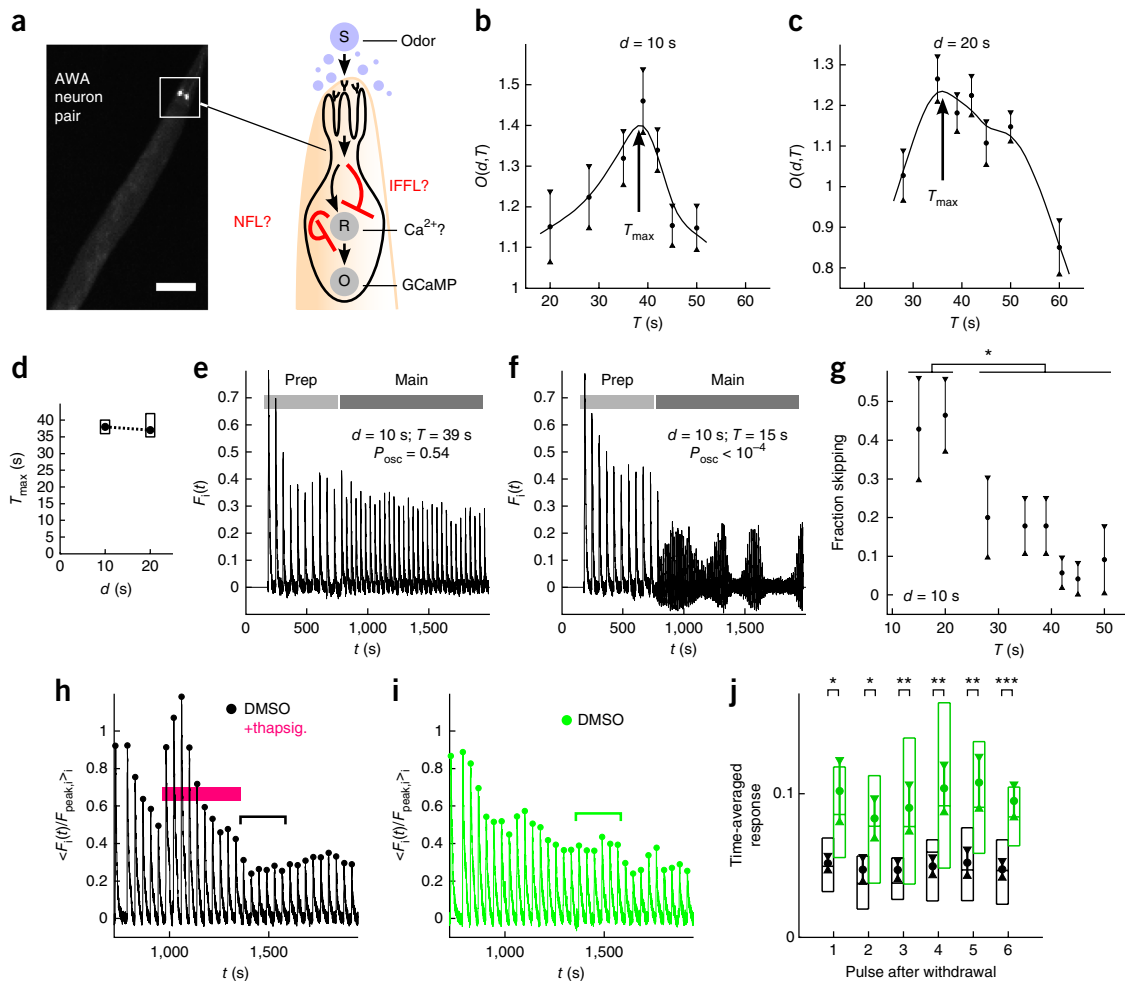 a
AWA
neuron
pair
S
Odor
IFFL?
NFL?
R
Ca2+?
O
GCaMP
b
d = 10 s
O(d,T)
1.5
1.4
1.3
1.2
1.1
1
Tmax
20 30 40 50 60
T (s)
c
d = 20 s
O(d,T)
1.3
1.2
1.1
1.0
0.9
0.8
Tmax
20 30 40 50 60
T (s)
d
Tmax (s)
40
35
30
25
20
15
10
5
0
0 10 20
d (s)
e
Prep Main
d = 10 s; T = 39 s
Posc = 0.54
Fi(t)
0.7
0.6
0.5
0.4
0.3
0.2
0.1
0
0 500 1,000 1,500
t (s)
f
Prep Main
d = 10 s; T = 15 s
Posc < 10–4
Fi(t)
0.7
0.6
0.5
0.4
0.3
0.2
0.1
0
0 500 1,000 1,500
t (s)
g
*
Fraction skipping
0.5
0.4
0.3
0.2
0.1
0
d = 10 s
10 20 30 40 50
T (s)
h
DMSO
+thapsig.
<Fi(t)/Fpeak,i>i
1
0.8
0.6
0.4
0.2
0
1,000 1,500
t (s)
i
DMSO
<Fi(t)/Fpeak,i>i
1
0.8
0.6
0.4
0.2
0
1,000 1,500
t (s)
j
* * ** ** ** ***
Time-averaged
response
0.1
0
1 2 3 4 5 6
Pulse after withdrawal